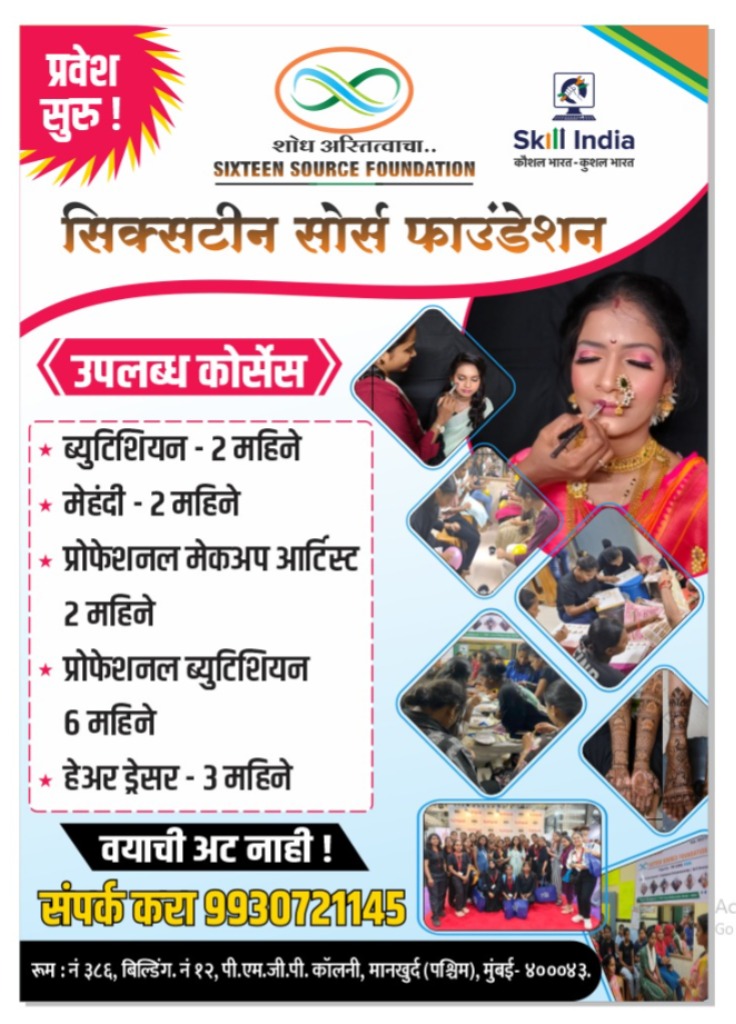 प्रवेश
सुरु !
शोध अस्तित्वाचा..
SIXTEEN SOURCE FOUNDATION
Skill India
कौशल भारत - कुशल भारत
सिक्सटीन सोर्स फाउंडेशन
उपलब्ध कोर्सेस
★ ब्युटिशियन - 2 महिने
★ मेहंदी - 2 महिने
★ प्रोफेशनल मेकअप आर्टिस्ट
2 महिने
★ प्रोफेशनल ब्युटिशियन
6 महिने
★ हेअर ड्रेसर - 3 महिने
वयाची अट नाही !
संपर्क करा 9930721145
रूम : नं ३८६, बिल्डिंग. नं १२, पी.एम.जी.पी. कॉलनी, मानखुर्द (पश्चिम), मुंबई- ४०००४३.